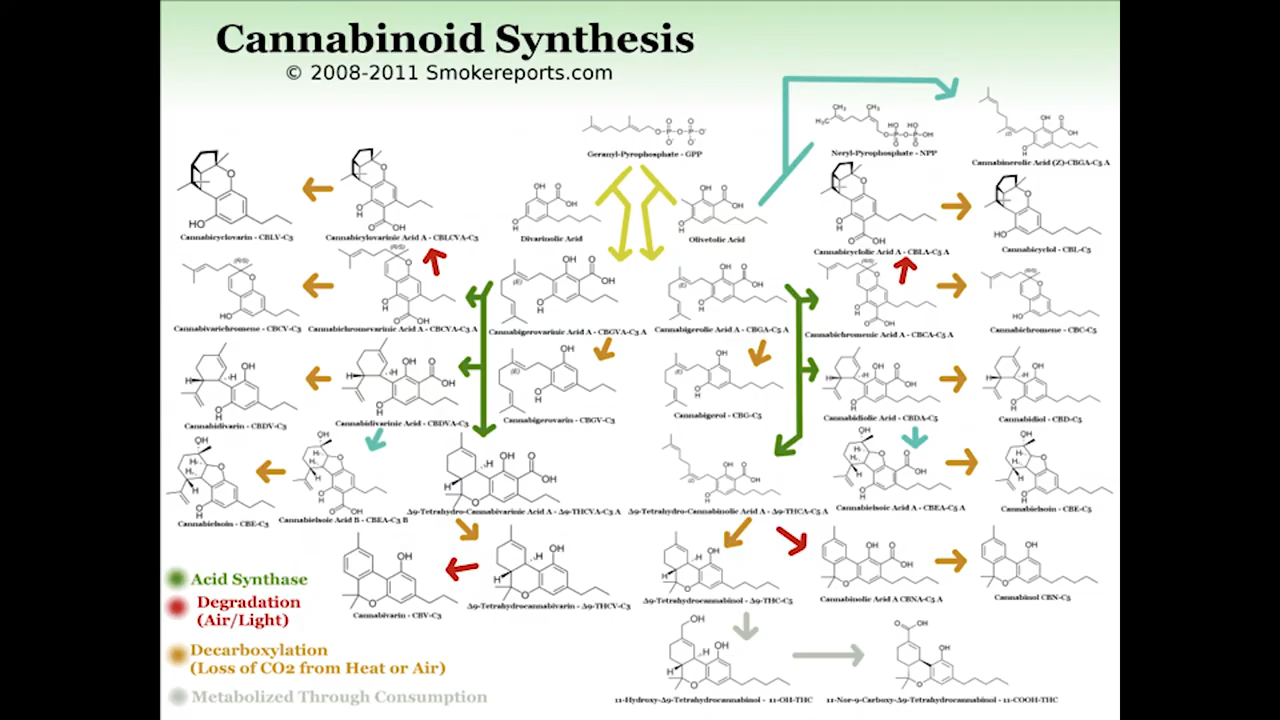 Cannabinoid Synthesis
© 2008-2011 Smokereports.com
Geranyl-Pyrophosphate - GPP
Neryl-Pyrophosphate - NPP
Cannabinerolic Acid (Z)-CBGA-C5 A
Divarinolic Acid
Olivetolic Acid
Cannabicyclovarin - CBLV-C3
Cannabicylovarinic Acid A - CBLCVA-C3
Cannabicyclolic Acid A - CBLA-C5 A
Cannabicyclol - CBL-C5
Cannabivarichromene - CBCV-C3
Cannabichromevarinic Acid A - CBCVA-C3 A
Cannabigerovarinic Acid A - CBGVA-C3 A
Cannabigerolic Acid A - CBGA-C5 A
Cannabichromenic Acid A - CBCA-C5 A
Cannabichromene - CBC-C5
Cannabidivarin - CBDV-C3
Cannabidivarinic Acid - CBDVA-C3
Cannabigerovarin - CBGV-C3
Cannabigerol - CBG-C5
Cannabidiolic Acid - CBDA-C5
Cannabidiol - CBD-C5
Cannabielsoin - CBE-C3
Cannabielsoic Acid B - CBEA-C3 B
Δ9-Tetrahydro-Cannabivarinic Acid A - Δ9-THCVA-C3 A
Δ9-Tetrahydro-Cannabinolic Acid A - Δ9-THCA-C5 A
Cannabielsoic Acid A - CBEA-C5 A
Cannabielsoin - CBE-C5
Cannabivarin - CBV-C3
Δ9-Tetrahydrocannabivarin - Δ9-THCV-C3
Δ9-Tetrahydrocannabinol - Δ9-THC-C5
Cannabinolic Acid A CBNA-C5 A
Cannabinol CBN-C5
Acid Synthase
Degradation
(Air/Light)
Decarboxylation
(Loss of CO2 from Heat or Air)
Metabolized Through Consumption
11-Hydroxy-Δ9-Tetrahydrocannabinol - 11-OH-THC
11-Nor-9-Carboxy-Δ9-Tetrahydrocannabinol - 11-COOH-THC